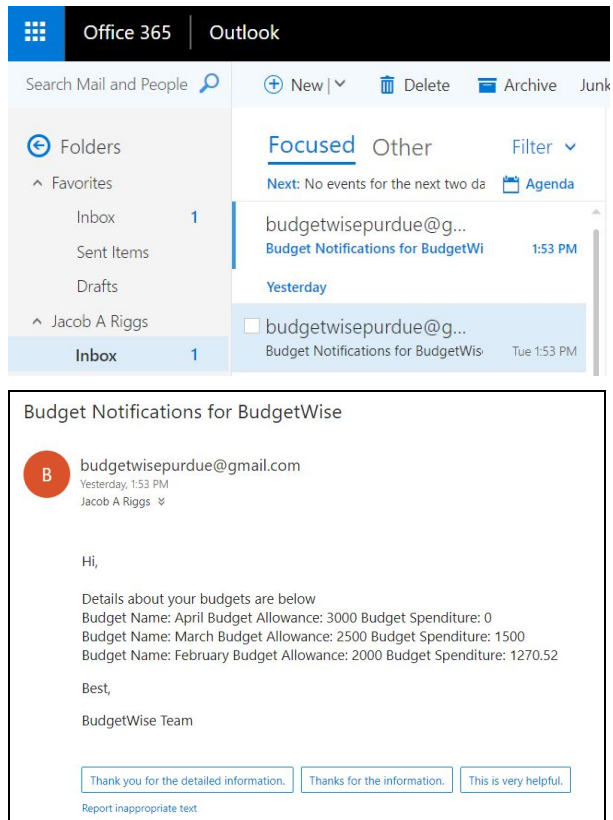 Office 365 Outlook
Search Mail and People New Delete Archive Junk
Folders
Favorites
Inbox 1
Sent Items
Drafts
Jacob A Riggs
Inbox 1
Focused Other Filter
Next: No events for the next two da Agenda
budgetwisepurdue@g...
Budget Notifications for BudgetWi 1:53 PM
Yesterday
budgetwisepurdue@g...
Budget Notifications for BudgetWis Tue 1:53 PM
Budget Notifications for BudgetWise
B
budgetwisepurdue@gmail.com
Yesterday, 1:53 PM
Jacob A Riggs
Hi,
Details about your budgets are below
Budget Name: April Budget Allowance: 3000 Budget Spenditure: 0
Budget Name: March Budget Allowance: 2500 Budget Spenditure: 1500
Budget Name: February Budget Allowance: 2000 Budget Spenditure: 1270.52
Best,
BudgetWise Team
Thank you for the detailed information. Thanks for the information. This is very helpful.
Report inappropriate text